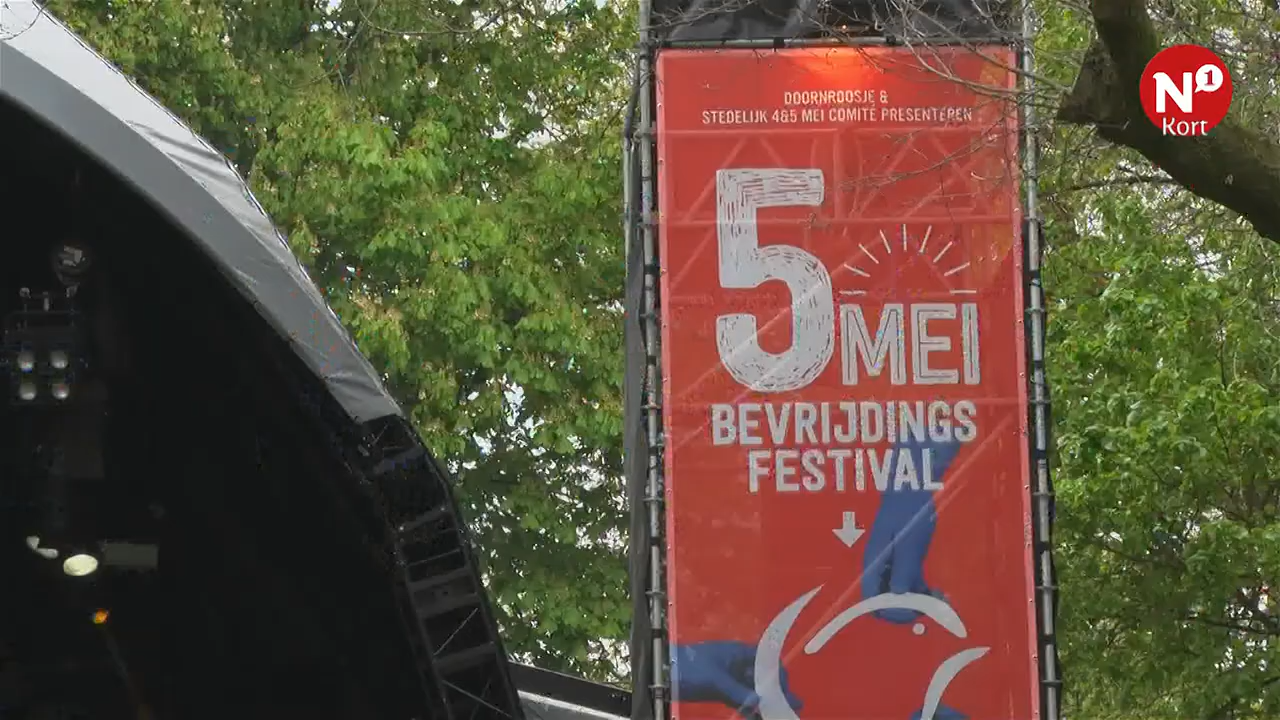 DOORNROOSJE &
STEDELIJK 4&5 MEI COMITÉ PRESENTEREN
5 MEI
BEVRIJDINGS
FESTIVAL
N1
Kort